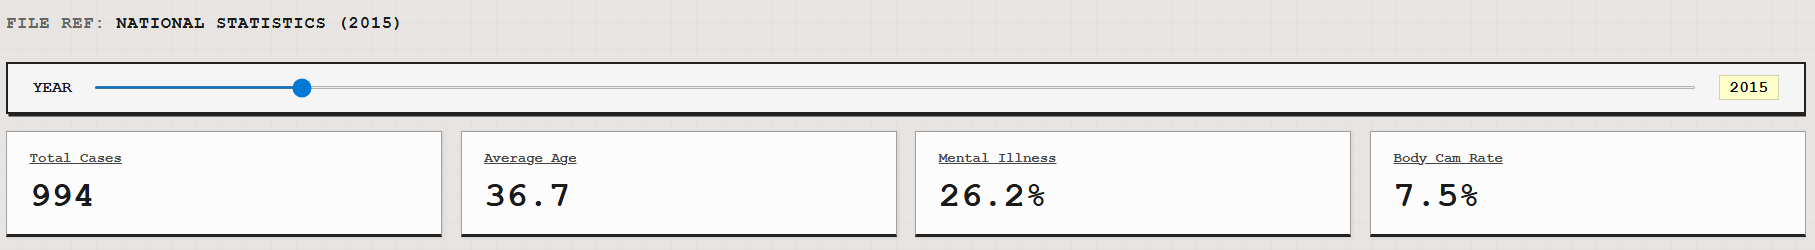 FILE REF: NATIONAL STATISTICS (2015)
YEAR 2015
Total Cases
994
Average Age
36.7
Mental Illness
26.2%
Body Cam Rate
7.5%